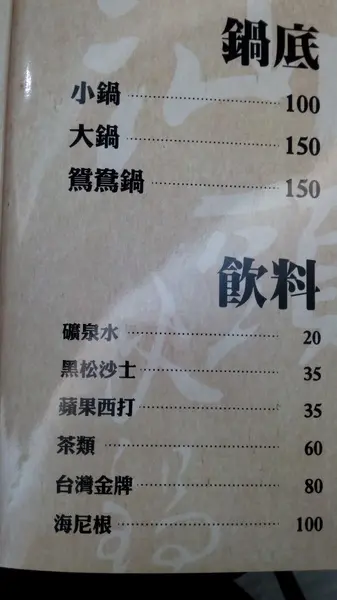 鍋底
小鍋 100
大鍋 150
鴛鴦鍋 150
飲料
礦泉水 20
黑松沙士 35
蘋果西打 35
茶類 60
台灣金牌 80
海尼根 100